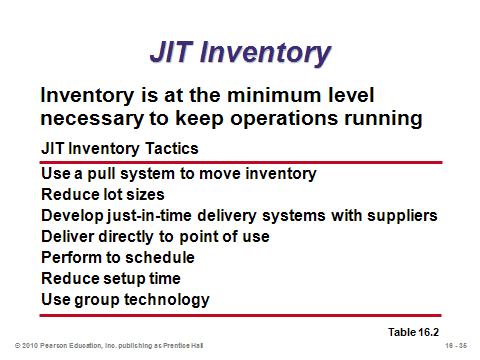 JIT Inventory
Inventory is at the minimum level
necessary to keep operations running
JIT Inventory Tactics
Use a pull system to move inventory
Reduce lot sizes
Develop just-in-time delivery systems with suppliers
Deliver directly to point of use
Perform to schedule
Reduce setup time
Use group technology
Table 16.2
© 2010 Pearson Education, Inc. publishing as Prentice Hall
16 - 35